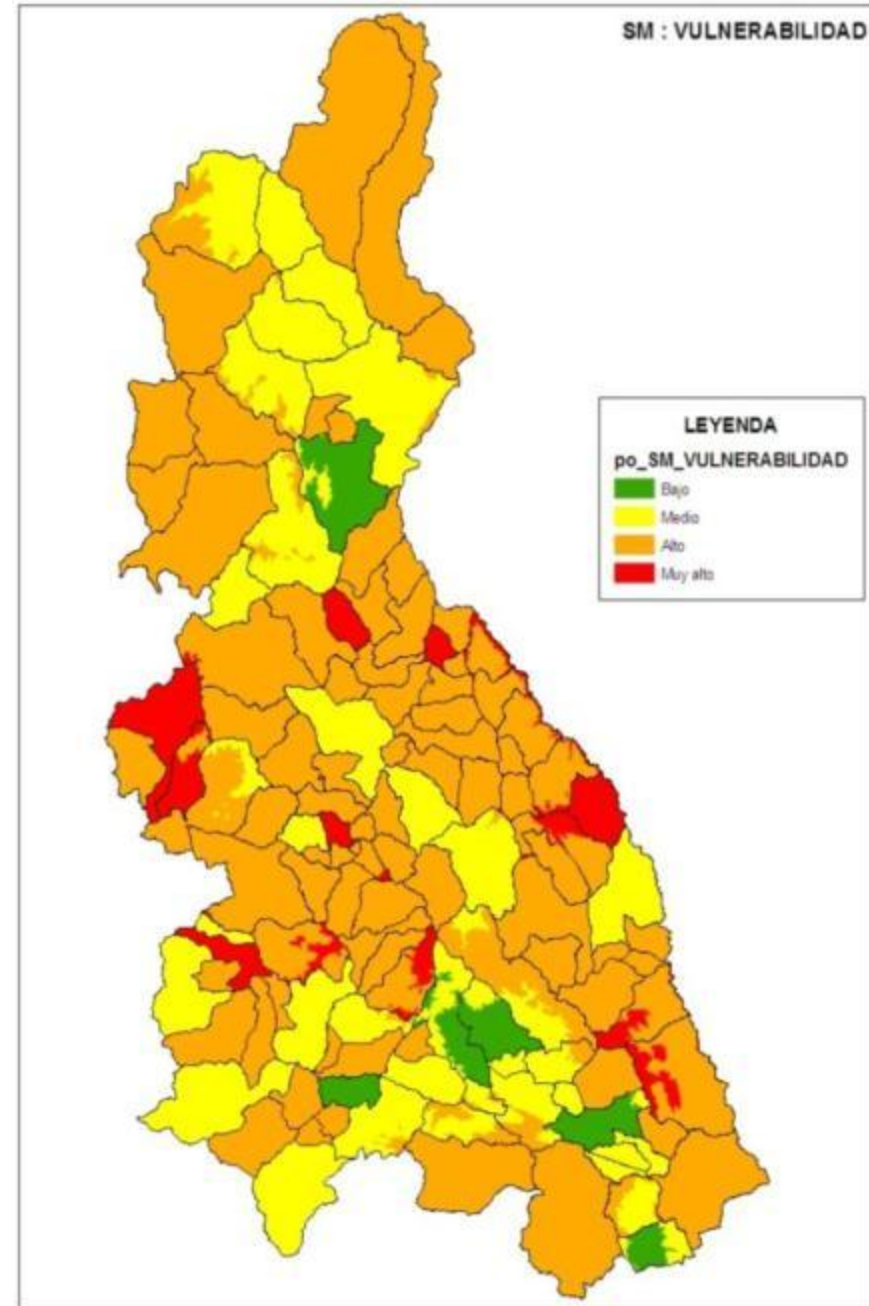 SM : VULNERABILIDAD
LEYENDA
po_SM_VULNERABILIDAD
Bajo
Medio
Alto
Muy alto